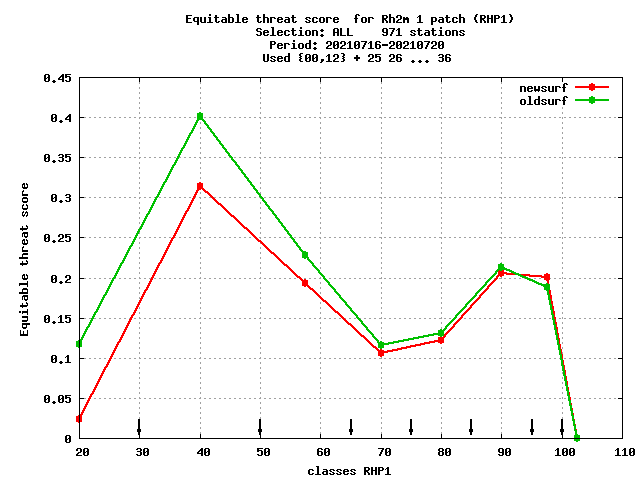 Equitable threat score  for Rh2m 1 patch (RHP1)
Selection: ALL    971 stations
Period: 20210716-20210720
Used {00,12} + 25 26 ... 36
newsurf
oldsurf
0.45
0.4
0.35
0.3
0.25
0.2
0.15
0.1
0.05
0
Equitable threat score
20 30 40 50 60 70 80 90 100 110
classes RHP1